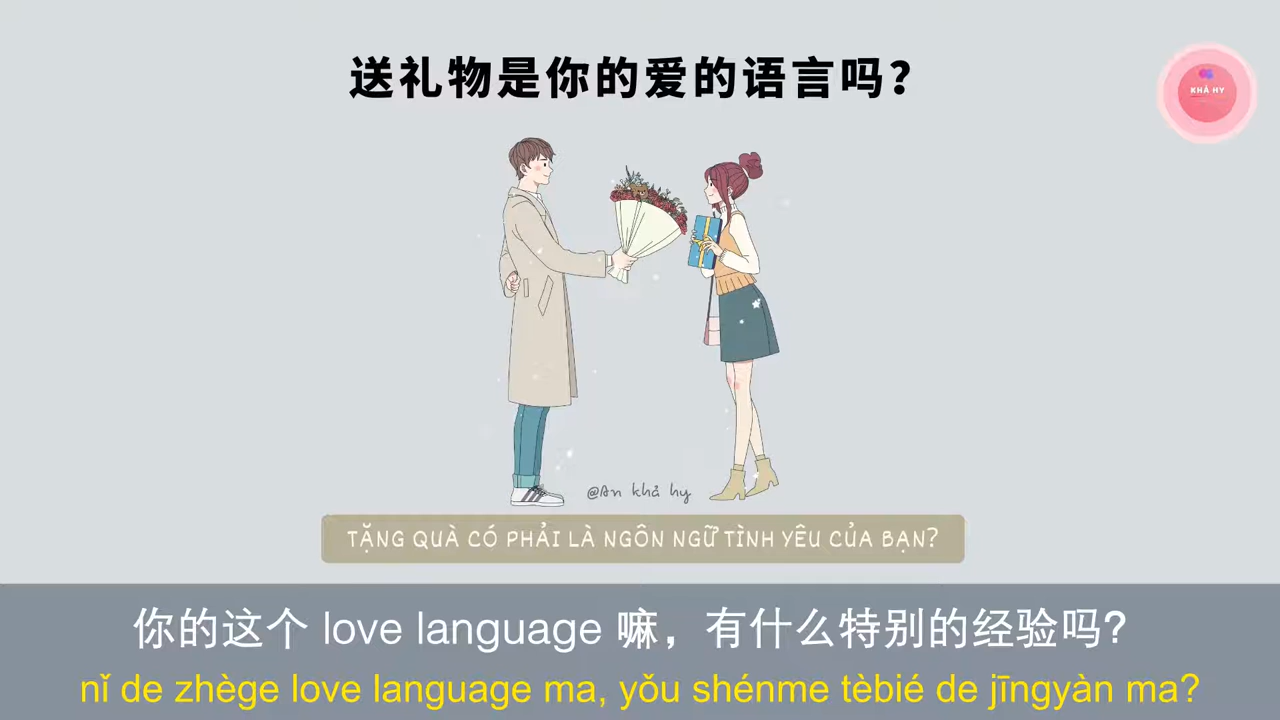 送礼物是你的爱的语言吗？
KHẢ HY
@An khả hy
TẶNG QUÀ CÓ PHẢI LÀ NGÔN NGỮ TÌNH YÊU CỦA BẠN?
你的这个 love language 嘛，有什么特别的经验吗？
nǐ de zhège love language ma, yǒu shénme tèbié de jīngyàn ma?